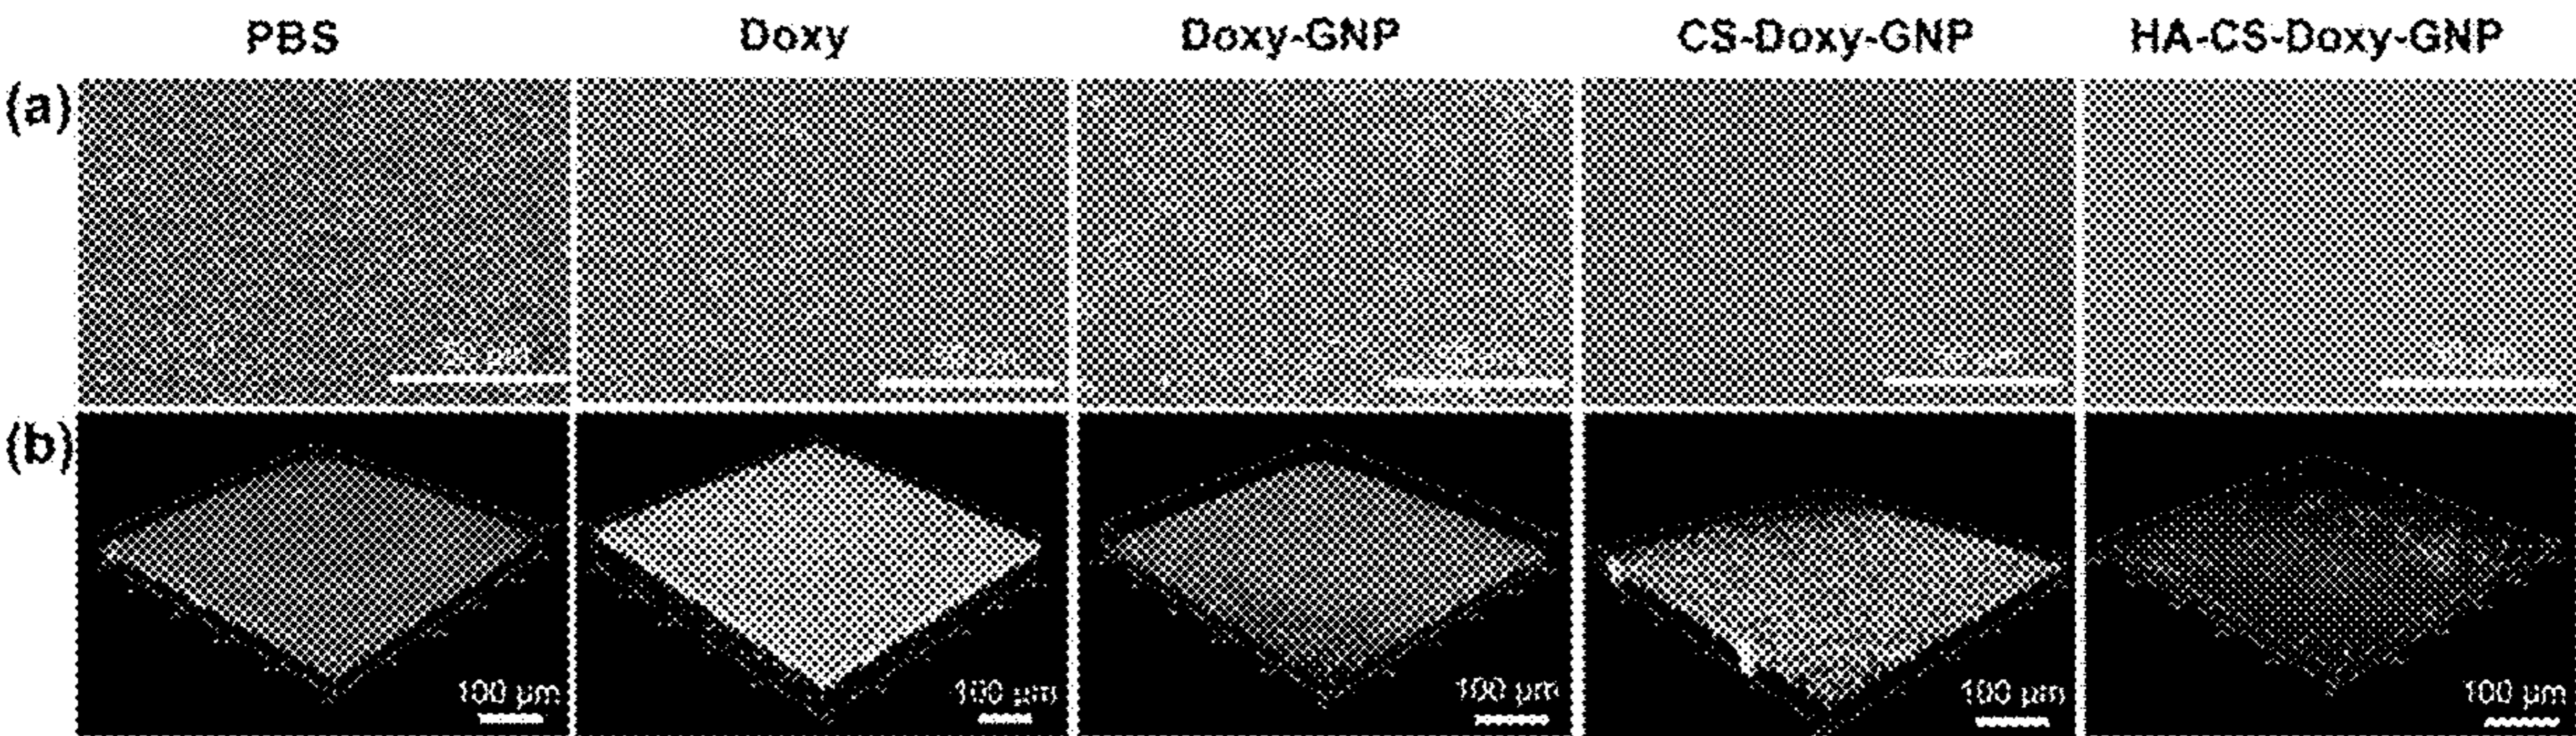 PBS Doxy Doxy-GNP CS-Doxy-GNP HA-CS-Doxy-GNP
(a)
(b)
100 µm 100 µm 100 µm 100 µm 100 µm